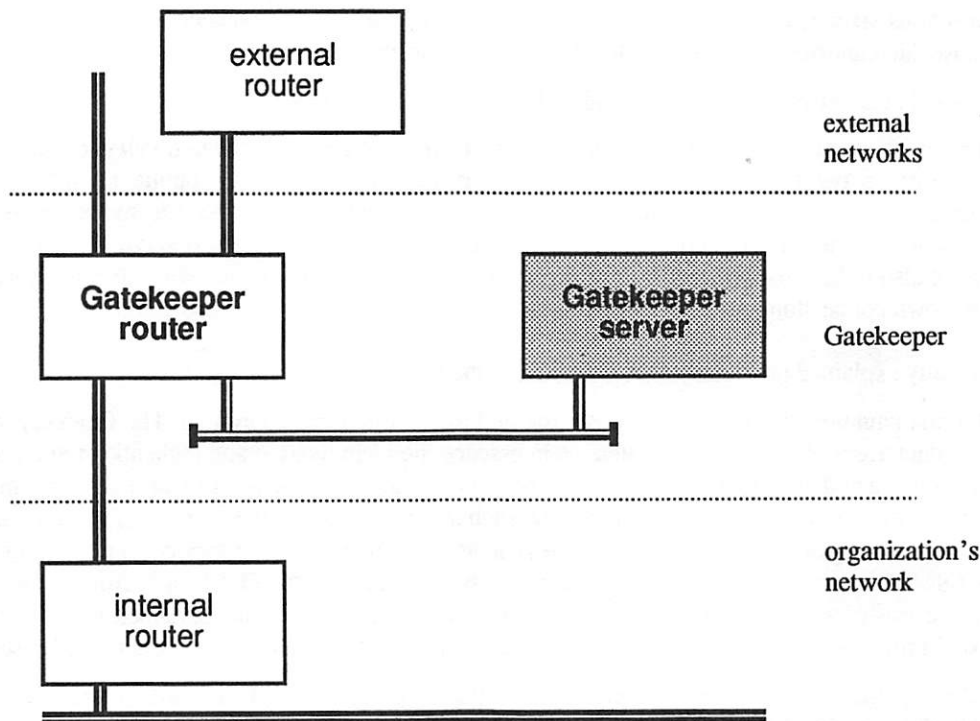 external
router
external
networks
Gatekeeper
router
Gatekeeper
server
Gatekeeper
organization's
network
internal
router